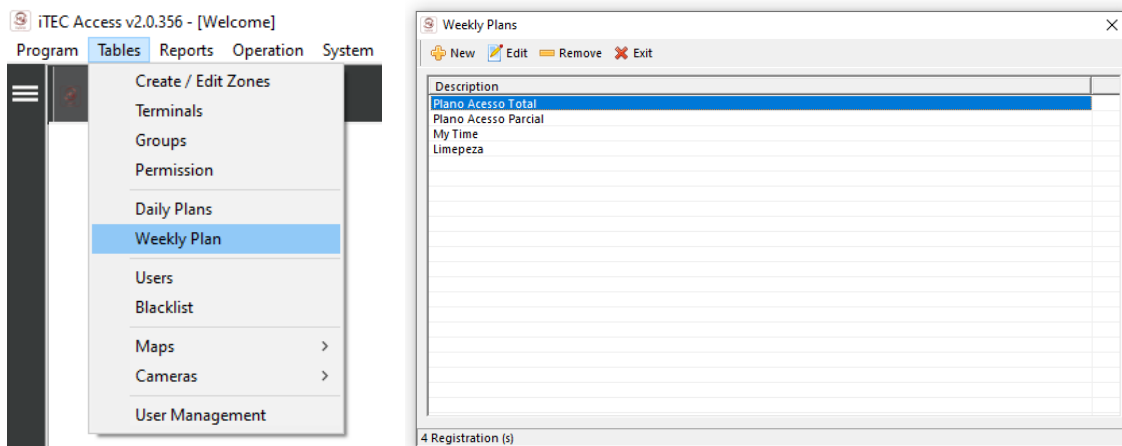 iTEC Access v2.0.356 - [Welcome]
Program Tables Reports Operation System
Create / Edit Zones
Terminals
Groups
Permission
Daily Plans
Weekly Plan
Users
Blacklist
Maps
Cameras
User Management
Weekly Plans
New Edit Remove Exit
Description
Plano Acesso Total
Plano Acesso Parcial
My Time
Limepeza
4 Registration (s)